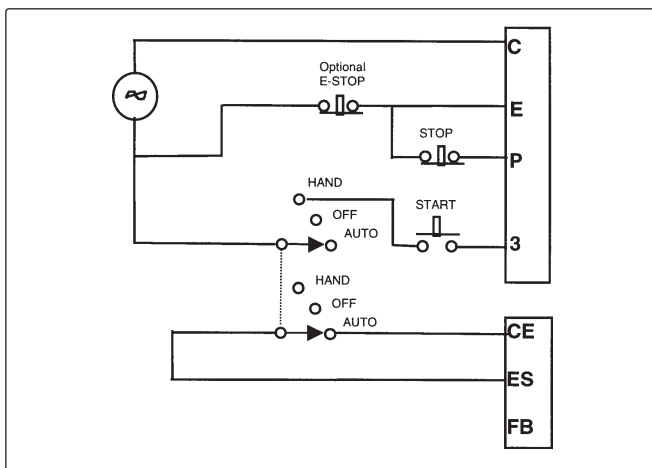 C
Optional
E-STOP
E
STOP
P
HAND
START
OFF
AUTO
3
HAND
OFF
AUTO
CE
ES
FB